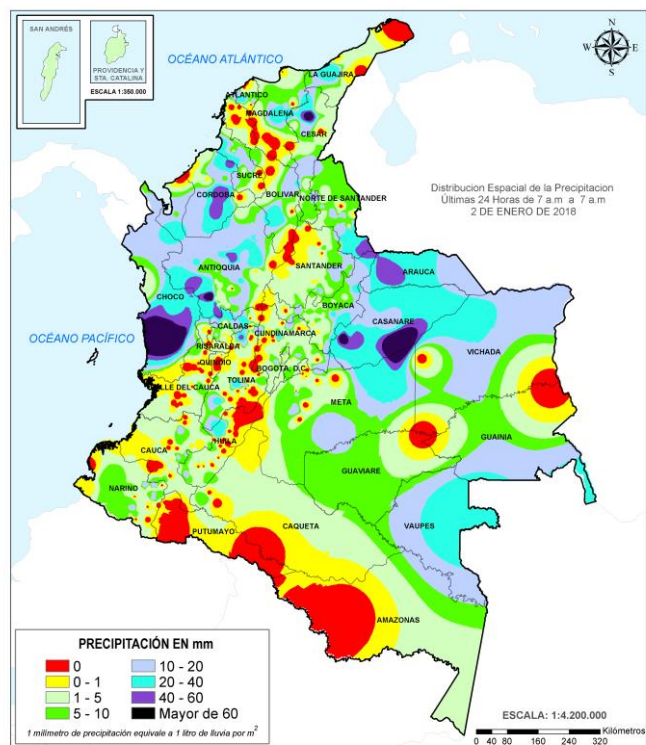 SAN ANDRÉS
PROVIDENCIA Y
STA. CATALINA
ESCALA 1:350.000
OCÉANO ATLÁNTICO
N
W
E
S
LA GUAJIRA
ATLANTICO
MAGDALENA
CESAR
SUCRE
CORDOBA
BOLIVAR
NORTE DE SANTANDER
Distribucion Espacial de la Precipitacion
Últimas 24 Horas de 7 a.m a 7 a.m
2 DE ENERO DE 2018
ANTIOQUIA
SANTANDER
ARAUCA
CHOCO
BOYACA
CASANARE
OCÉANO PACÍFICO
CALDAS
CUNDINAMARCA
RISARALDA
VICHADA
QUINDIO
BOGOTA, D.C.
TOLIMA
VALLE DEL CAUCA
META
GUAINIA
HUILA
CAUCA
GUAVIARE
NARIÑO
VAUPES
CAQUETA
PUTUMAYO
AMAZONAS
PRECIPITACIÓN EN mm
0 10 - 20
0 - 1 20 - 40
1 - 5 40 - 60
5 - 10 Mayor de 60
1 milímetro de precipitación equivale a 1 litro de lluvia por m²
ESCALA: 1:4.200.000
Kilómetros
0 40 80 160 240 320